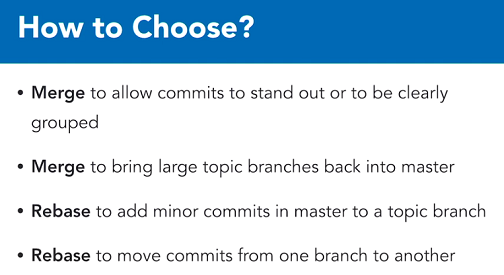 How to Choose?
• Merge to allow commits to stand out or to be clearly
grouped
• Merge to bring large topic branches back into master
• Rebase to add minor commits in master to a topic branch
• Rebase to move commits from one branch to another